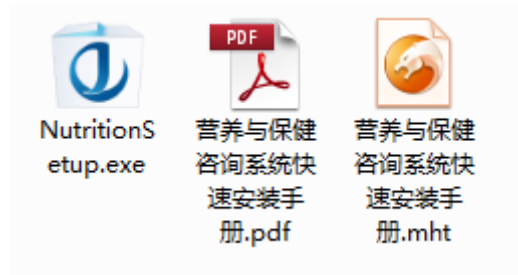 PDF
NutritionS
etup.exe
营养与保健
咨询系统快
速安装手
册.pdf
营养与保健
咨询系统快
速安装手
册.mht